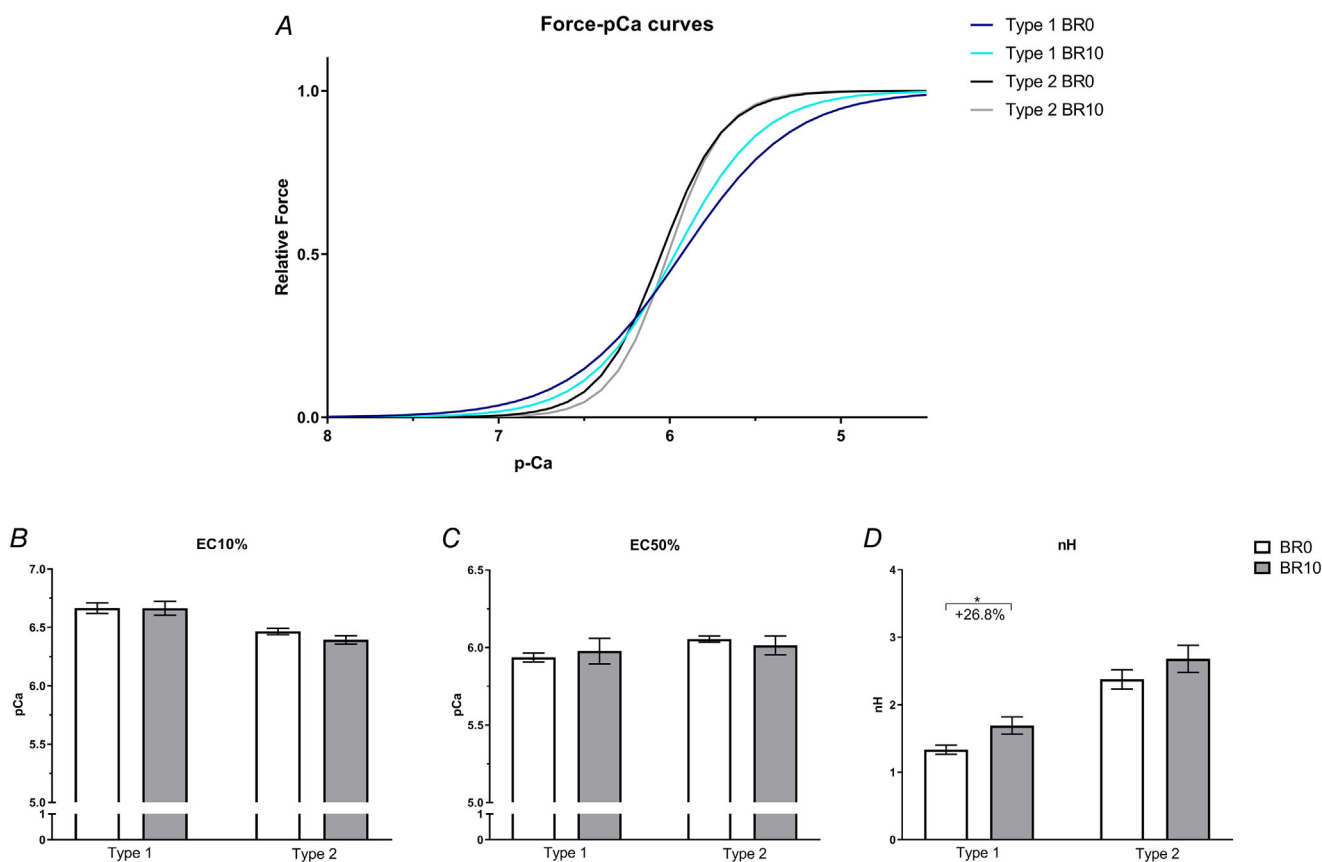 A
Force-pCa curves
Type 1 BR0
Type 1 BR10
Type 2 BR0
Type 2 BR10
Relative Force
1.0
0.5
0.0
8 7 6 5
p-Ca
B
EC10%
pCa
7.0
6.5
6.0
5.5
5.0
1
0
Type 1 Type 2
C
EC50%
pCa
6.5
6.0
5.5
5.0
1
0
Type 1 Type 2
D
nH
nH
4
3
2
1
0
*
+26.8%
Type 1 Type 2
BR0
BR10